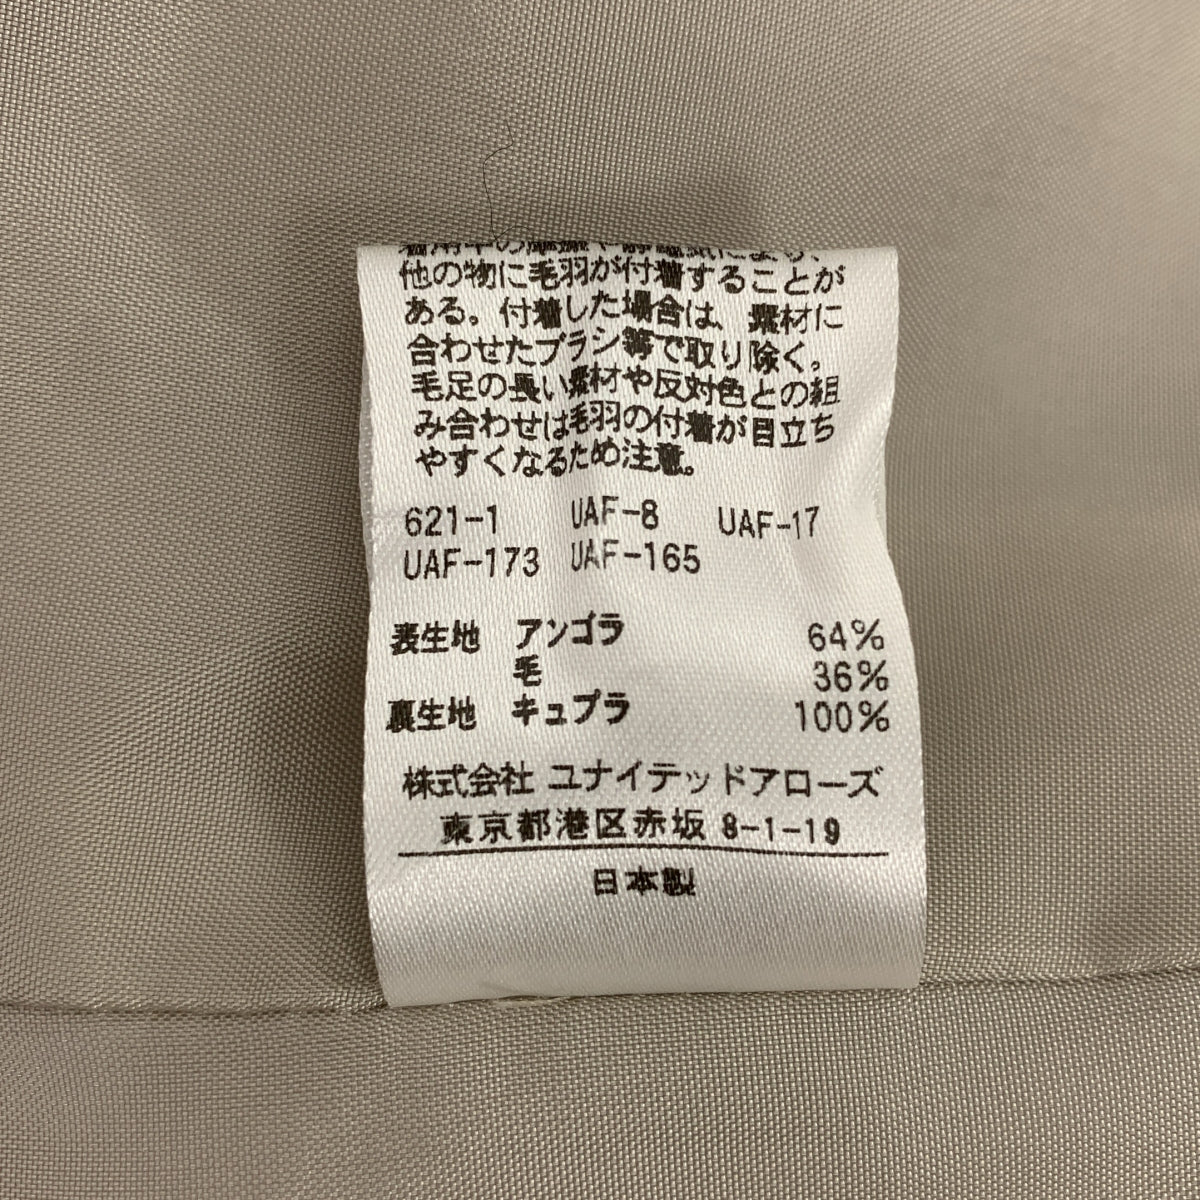 他の物に毛羽が付着することが
ある。付着した場合は、素材に
合わせたブラシ等で取り除く。
毛足の長い素材や反対色との組
み合わせは毛羽の付着が目立ち
やすくなるため注意。
621-1 UAF-8 UAF-17
UAF-173 UAF-165
表生地 アンゴラ 64%
毛 36%
裏生地 キュプラ 100%
株式会社 ユナイテッドアローズ
東京都港区赤坂 8-1-19
日本製